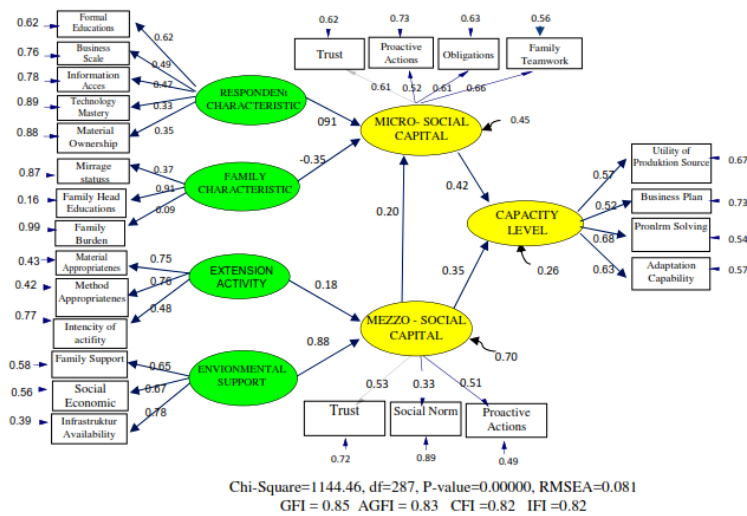 0.62
Formal
Educations
0.62
0.76
Business
Scale
0.49
0.78
Information
Acces
0.47
0.89
Technology
Mastery
0.33
0.88
Material
Ownership
0.35
RESPONDENt
CHARACTERISTIC
0.87
Mirrage
statuss
0.37
0.16
Family Head
Educations
0.91
0.99
Family
Burden
0.09
FAMILY
CHARACTERISTIC
0.43
Material
Appropriatenes
0.75
0.42
Method
Appropriatenes
0.76
0.77
Intencity of
actifity
0.48
EXTENSION
ACTIVITY
0.58
Family Support
0.65
0.56
Social
Economic
0.67
0.39
Infrastruktur
Availability
0.78
ENVIONMENTAL
SUPPORT
091
-0.35
0.18
0.88
0.62
0.73
0.63
0.56
Trust
Proactive
Actions
Obligations
Family
Teamwork
0.61
0.52
0.61
0.66
MICRO- SOCIAL
CAPITAL
0.45
0.20
0.42
0.35
MEZZO - SOCIAL
CAPITAL
0.70
0.53
0.33
0.51
Trust
Social Norm
Proactive
Actions
0.72
0.89
0.49
CAPACITY
LEVEL
0.26
0.57
Utility of
Produktion Source
0.67
0.52
Business Plan
0.73
0.68
Pronlrm Solving
0.54
0.63
Adaptation
Capability
0.57
Chi-Square=1144.46, df=287, P-value=0.00000, RMSEA=0.081
GFI = 0.85 AGFI = 0.83 CFI =0.82 IFI =0.82